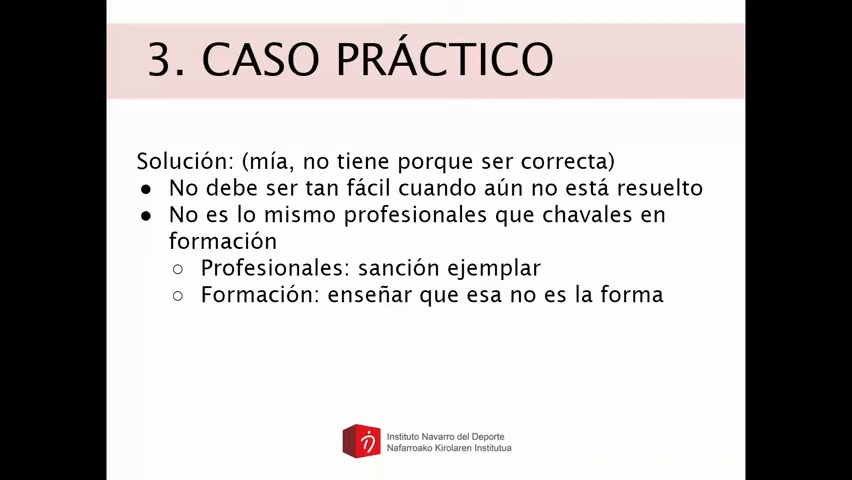 3. CASO PRÁCTICO
Solución: (mía, no tiene porque ser correcta)
● No debe ser tan fácil cuando aún no está resuelto
● No es lo mismo profesionales que chavales en
formación
○ Profesionales: sanción ejemplar
○ Formación: enseñar que esa no es la forma
Instituto Navarro del Deporte
Nafarroako Kirolaren Institutua